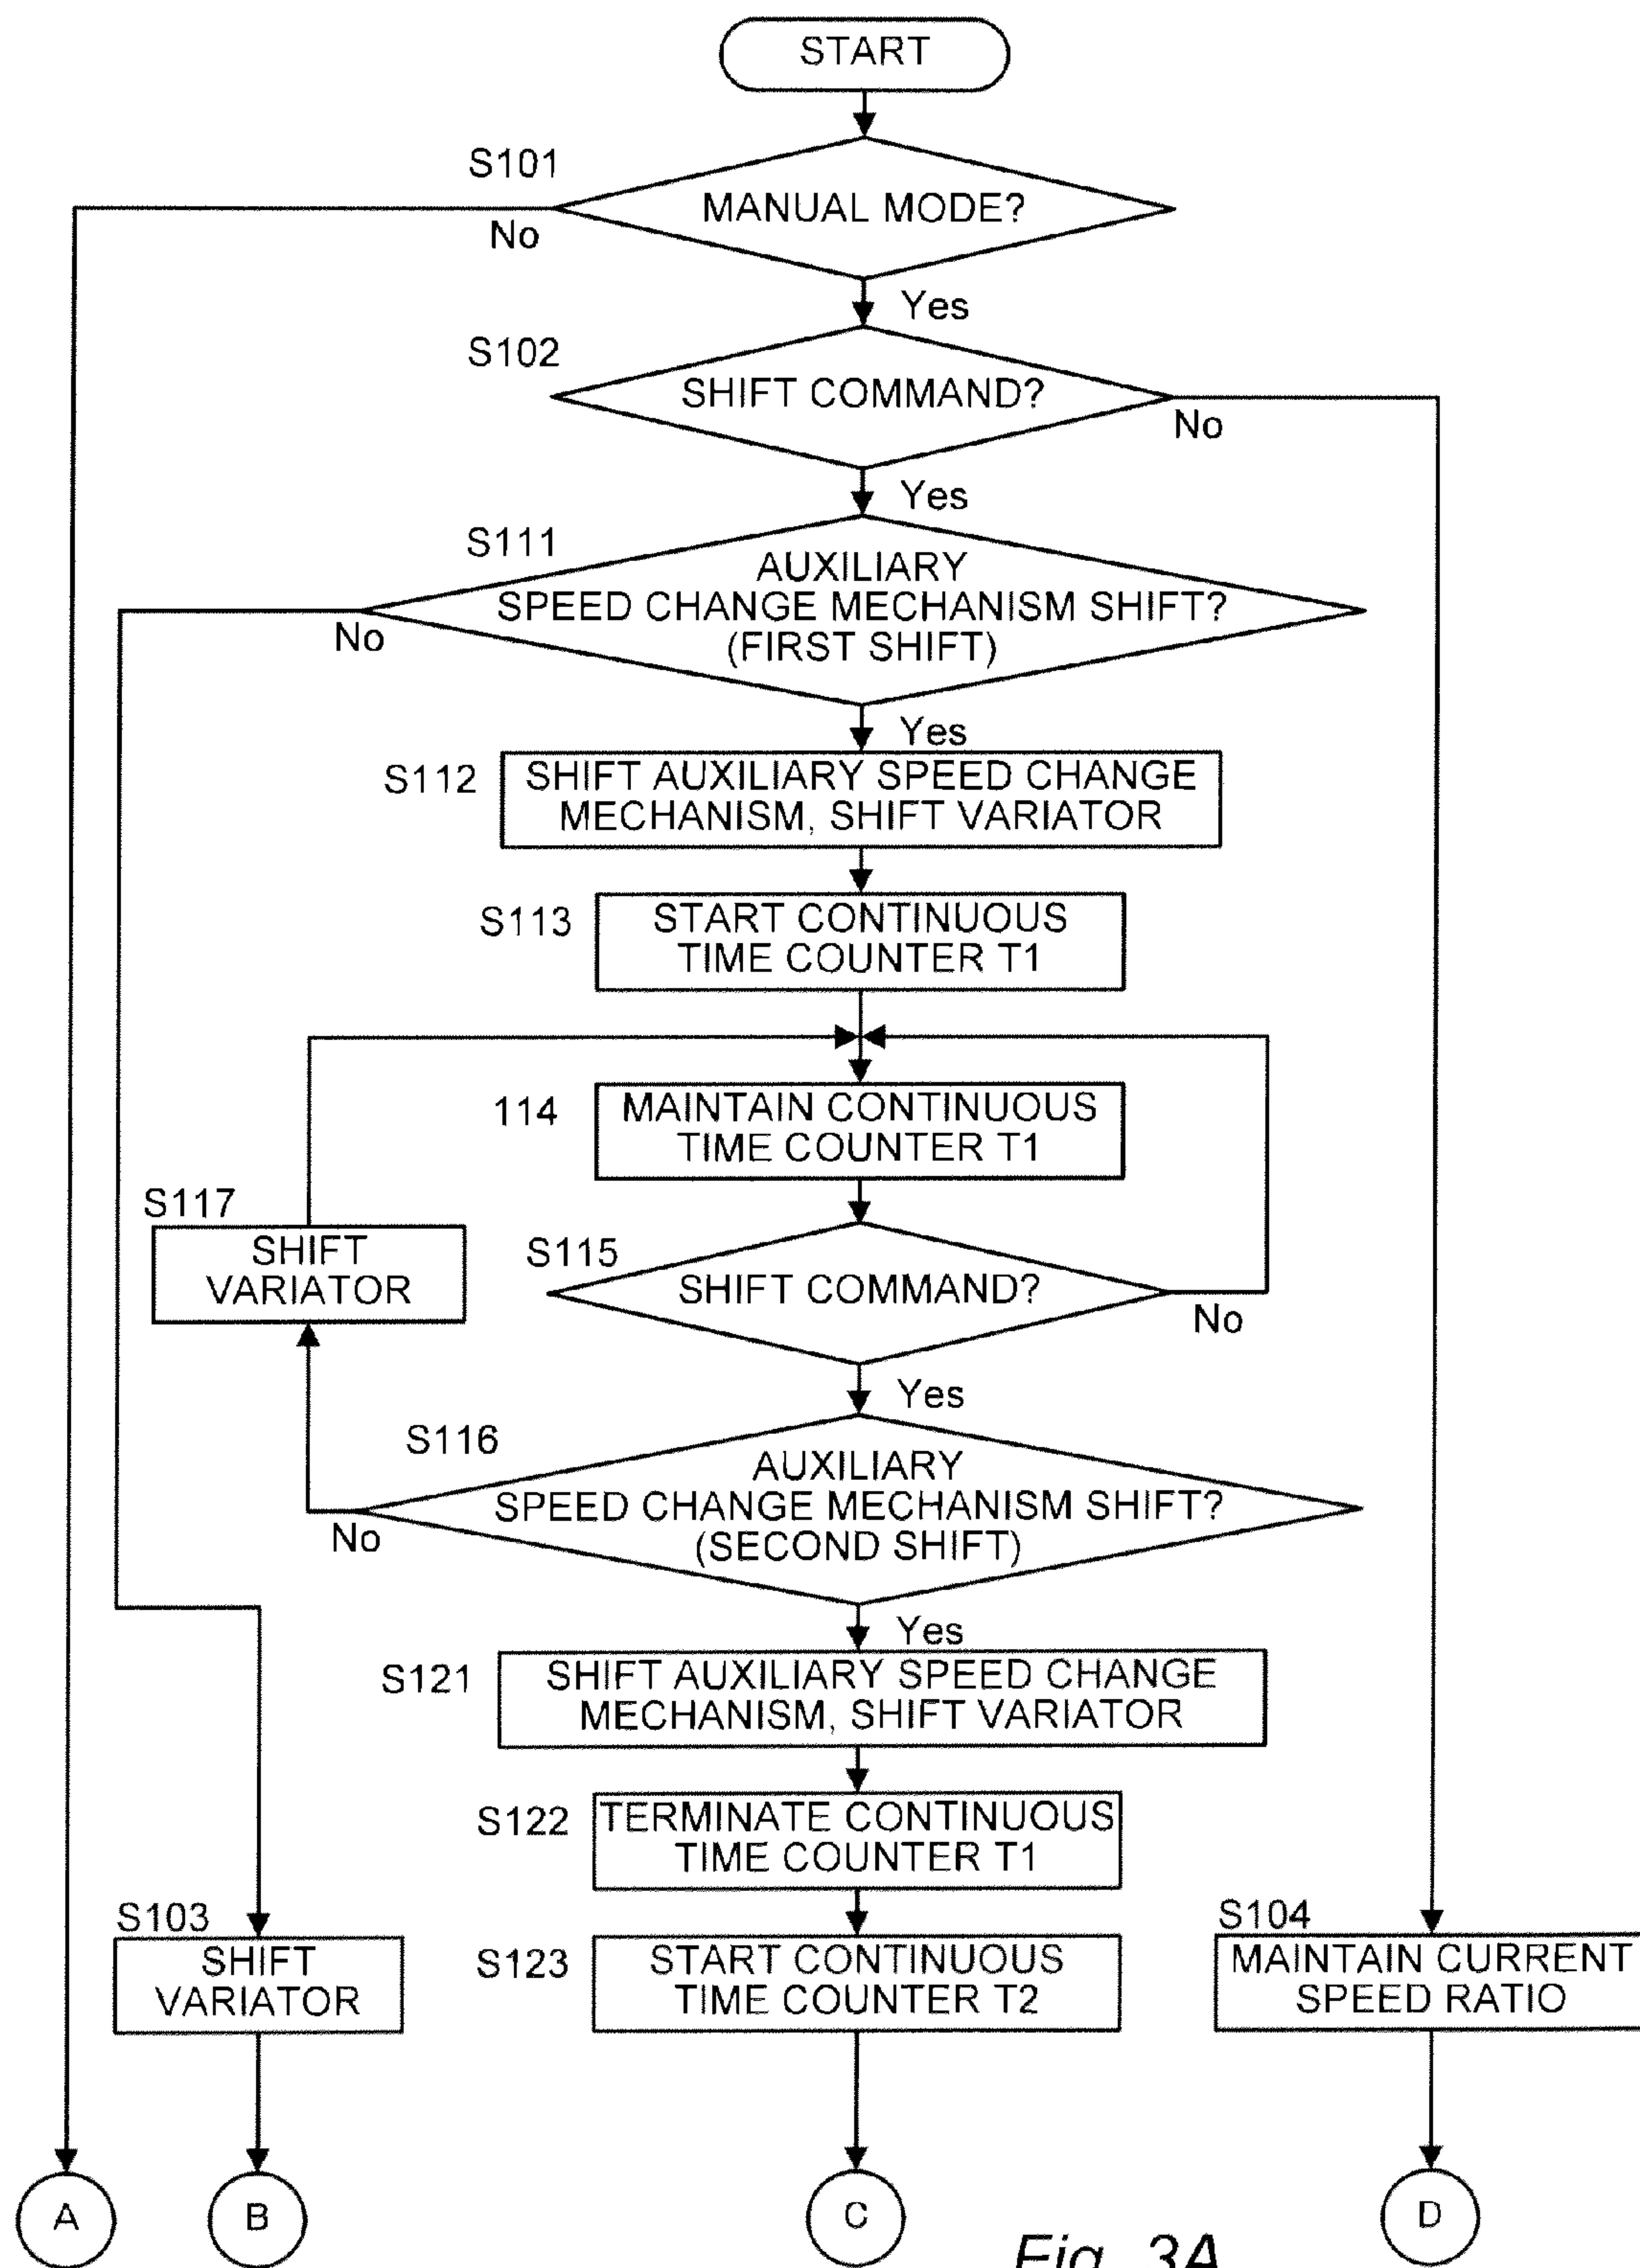 START
S101
MANUAL MODE?
No
Yes
S102
SHIFT COMMAND?
No
Yes
S111
AUXILIARY
SPEED CHANGE MECHANISM SHIFT?
(FIRST SHIFT)
No
Yes
S112
SHIFT AUXILIARY SPEED CHANGE
MECHANISM, SHIFT VARIATOR
S113
START CONTINUOUS
TIME COUNTER T1
114
MAINTAIN CONTINUOUS
TIME COUNTER T1
S117
SHIFT
VARIATOR
S115
SHIFT COMMAND?
No
Yes
S116
AUXILIARY
SPEED CHANGE MECHANISM SHIFT?
(SECOND SHIFT)
No
Yes
S121
SHIFT AUXILIARY SPEED CHANGE
MECHANISM, SHIFT VARIATOR
S122
TERMINATE CONTINUOUS
TIME COUNTER T1
S103
SHIFT
VARIATOR
S123
START CONTINUOUS
TIME COUNTER T2
S104
MAINTAIN CURRENT
SPEED RATIO
A
B
C
D
Fig. 3A